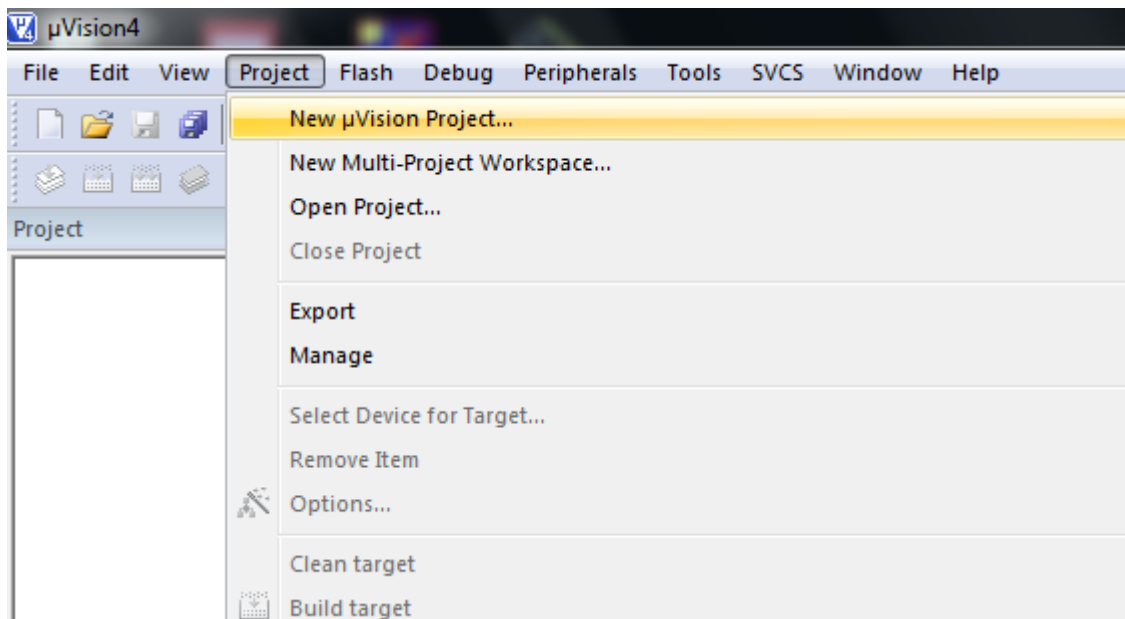 µVision4
File Edit View Project Flash Debug Peripherals Tools SVCS Window Help
New µVision Project...
New Multi-Project Workspace...
Open Project...
Project
Close Project
Export
Manage
Select Device for Target...
Remove Item
Options...
Clean target
Build target